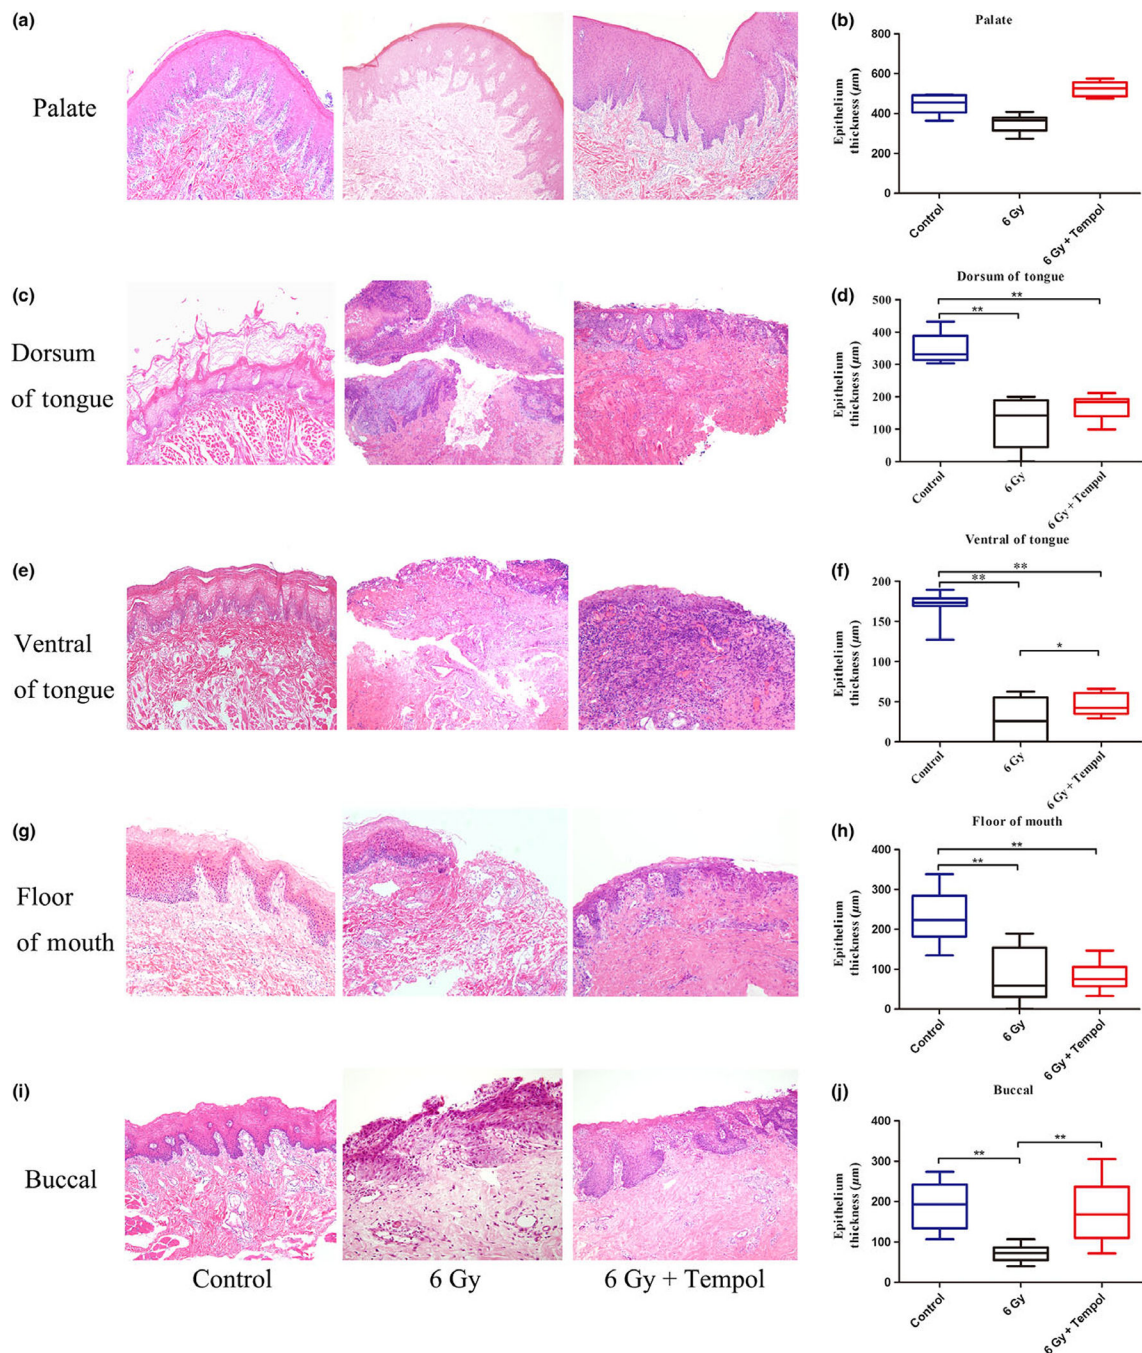 (a)
Palate
(b)
Palate
Epithelium
thickness (µm)
800
600
400
200
0
Control
6 Gy
6 Gy + Tempol
(c)
Dorsum
of tongue
(d)
Dorsum of tongue
Epithelium
thickness (µm)
500
400
300
200
100
0
**
**
Control
6 Gy
6 Gy + Tempol
(e)
Ventral
of tongue
(f)
Ventral of tongue
Epithelium
thickness (µm)
200
150
100
50
0
**
**
*
Control
6 Gy
6 Gy + Tempol
(g)
Floor
of mouth
(h)
Floor of mouth
Epithelium
thickness (µm)
400
300
200
100
0
**
**
Control
6 Gy
6 Gy + Tempol
(i)
Buccal
(j)
Buccal
Epithelium
thickness (µm)
400
300
200
100
0
**
**
Control
6 Gy
6 Gy + Tempol
Control
6 Gy
6 Gy + Tempol